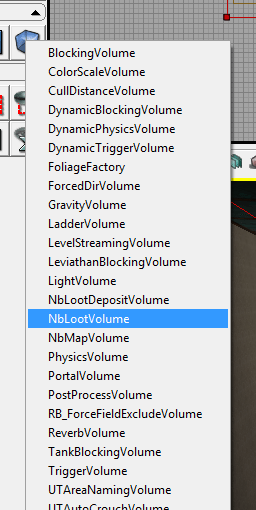 BlockingVolume
ColorScaleVolume
CullDistanceVolume
DynamicBlockingVolume
DynamicPhysicsVolume
DynamicTriggerVolume
FoliageFactory
ForcedDirVolume
GravityVolume
LadderVolume
LevelStreamingVolume
LeviathanBlockingVolume
LightVolume
NbLootDepositVolume
NbLootVolume
NbMapVolume
PhysicsVolume
PortalVolume
PostProcessVolume
RB_ForceFieldExcludeVolume
ReverbVolume
TankBlockingVolume
TriggerVolume
UTAreaNamingVolume
UTAutoCrouchVolume